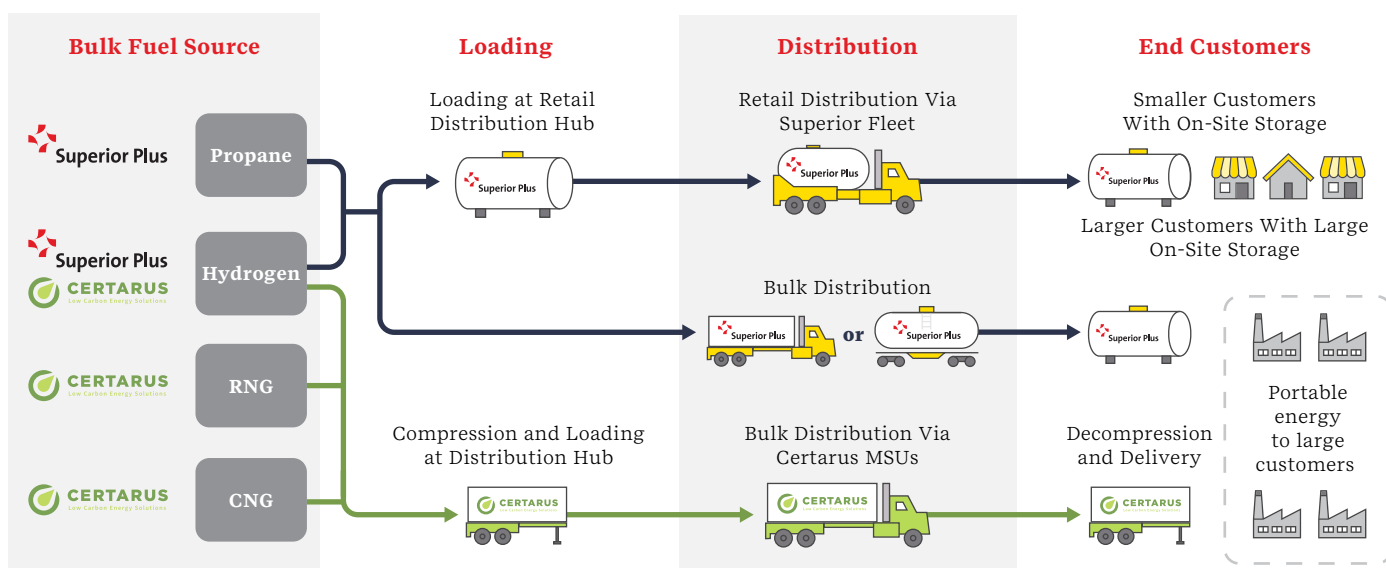 Bulk Fuel Source
Loading
Distribution
End Customers
Superior Plus
Propane
Superior Plus
CERTARUS
Low Carbon Energy Solutions
Hydrogen
CERTARUS
Low Carbon Energy Solutions
RNG
CERTARUS
Low Carbon Energy Solutions
CNG
Loading at Retail
Distribution Hub
Superior Plus
Retail Distribution Via
Superior Fleet
Superior Plus
Smaller Customers
With On-Site Storage
Superior Plus
Larger Customers With Large
On-Site Storage
Bulk Distribution
Superior Plus
or
Superior Plus
Superior Plus
Compression and Loading
at Distribution Hub
CERTARUS
Low Carbon Energy Solutions
Bulk Distribution Via
Certarus MSUs
CERTARUS
Low Carbon Energy Solutions
Decompression
and Delivery
CERTARUS
Low Carbon Energy Solutions
Portable
energy
to large
customers